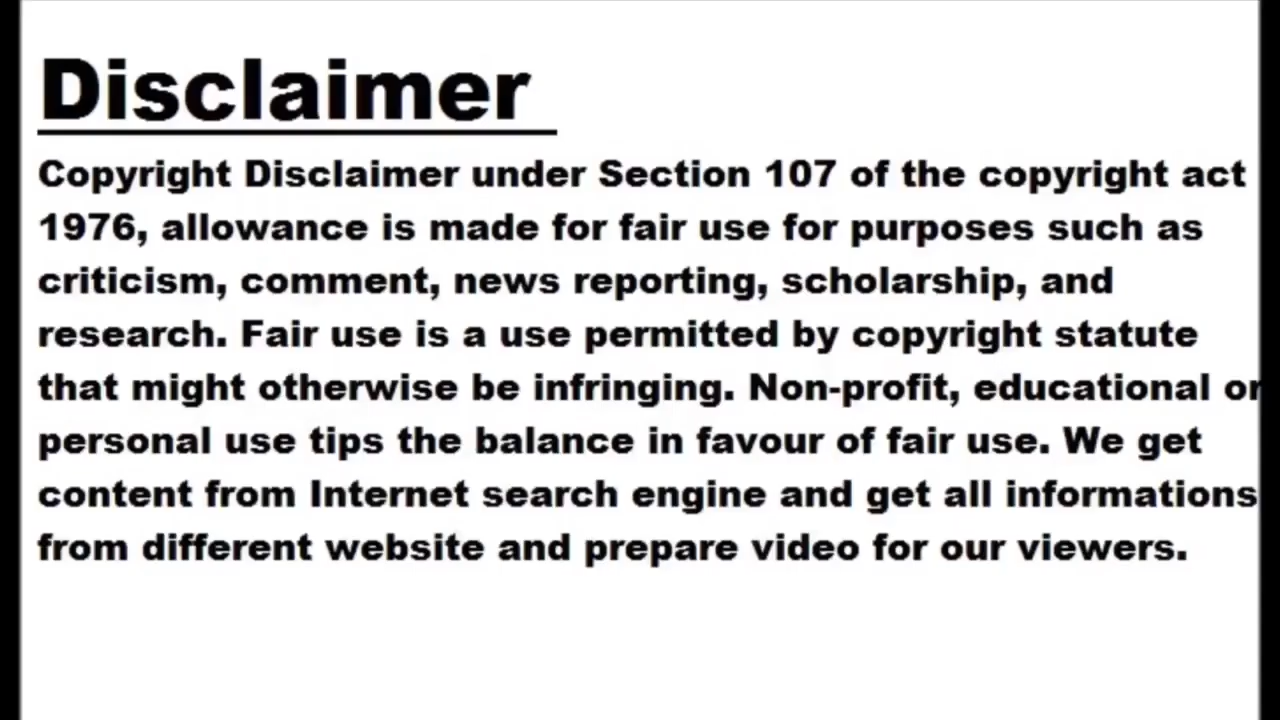 Disclaimer
Copyright Disclaimer under Section 107 of the copyright act
1976, allowance is made for fair use for purposes such as
criticism, comment, news reporting, scholarship, and
research. Fair use is a use permitted by copyright statute
that might otherwise be infringing. Non-profit, educational or
personal use tips the balance in favour of fair use. We get
content from Internet search engine and get all informations
from different website and prepare video for our viewers.